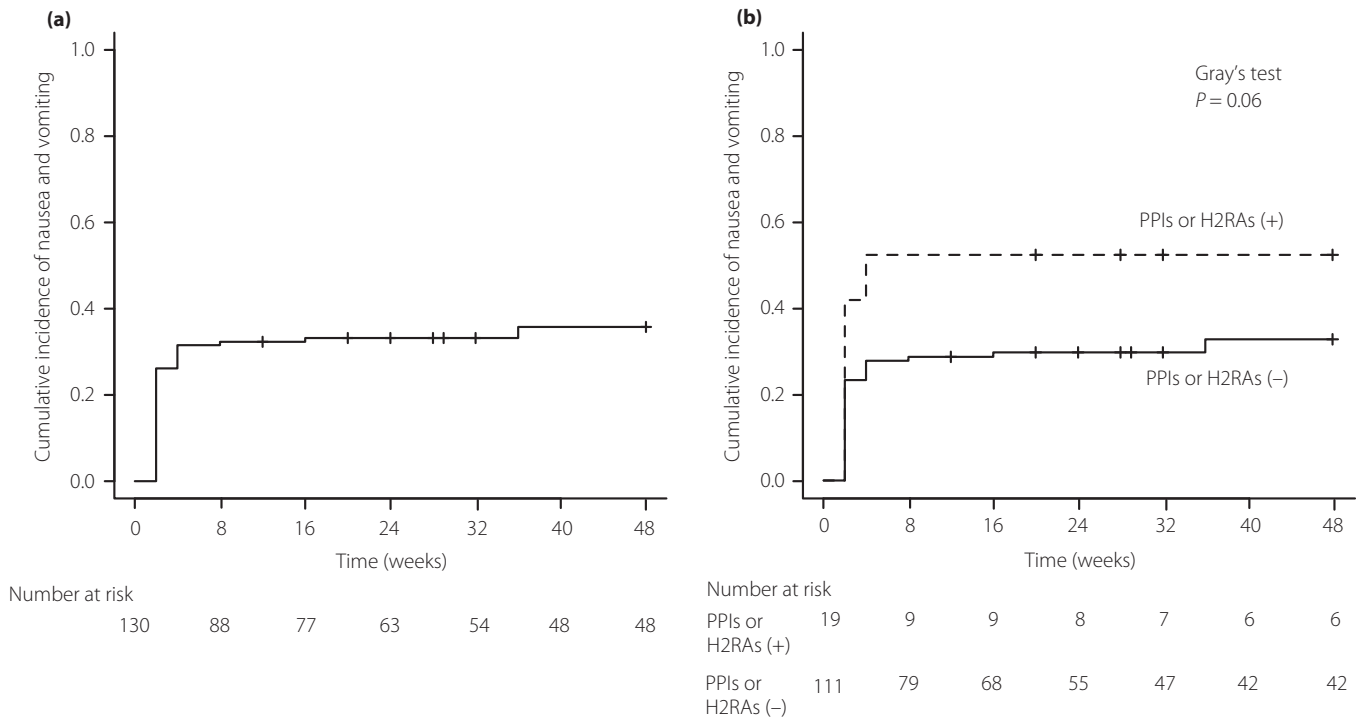 (a)
Cumulative incidence of nausea and vomiting
1.0
0.8
0.6
0.4
0.2
0.0
0 8 16 24 32 40 48
Time (weeks)
Number at risk
130 88 77 63 54 48 48
(b)
Cumulative incidence of nausea and vomiting
1.0
0.8
0.6
0.4
0.2
0.0
Gray's test
P = 0.06
PPIs or H2RAs (+)
PPIs or H2RAs (–)
0 8 16 24 32 40 48
Time (weeks)
Number at risk
PPIs or
H2RAs (+)
19 9 9 8 7 6 6
PPIs or
H2RAs (–)
111 79 68 55 47 42 42